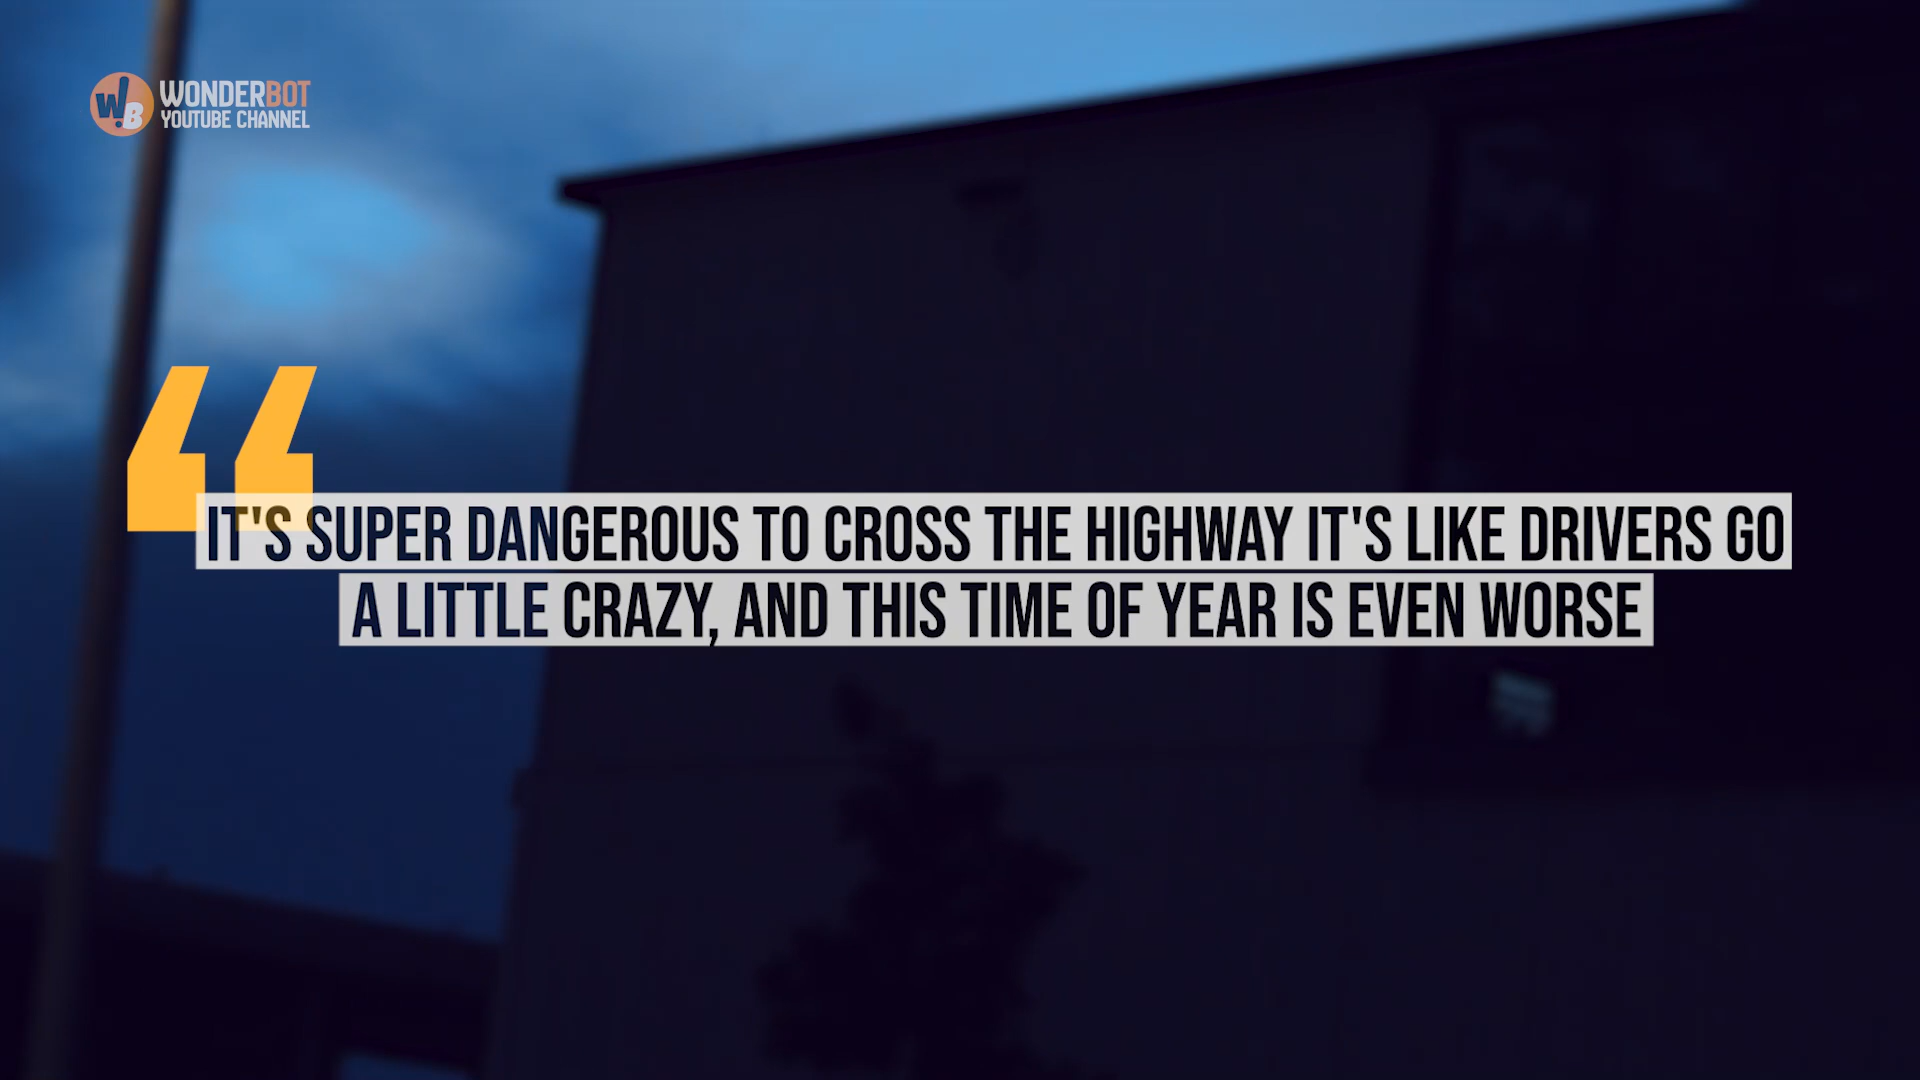 WONDERBOT
YOUTUBE CHANNEL
“
IT'S SUPER DANGEROUS TO CROSS THE HIGHWAY IT'S LIKE DRIVERS GO
A LITTLE CRAZY, AND THIS TIME OF YEAR IS EVEN WORSE